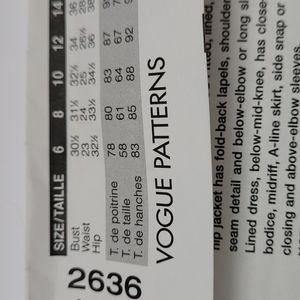 SIZE/TAILLE 6 8 10 12 14
Bust 30½ 31½ 32½ 34 36
Waist 23 24 25 26½ 28
Hip 32½ 33½ 34½ 36 38
T. de poitrine 78 80 83 87
T. de taille 58 61 64 67
T. de hanches 83 85 88 92
VOGUE PATTERNS
2636
lined,
hip jacket has fold-back lapels, shoulder
seam detail and below-elbow or long
Lined dress, below-mid-knee, has close
bodice, midriff, A-line skirt, side snap or
closing and above-elbow sleeves